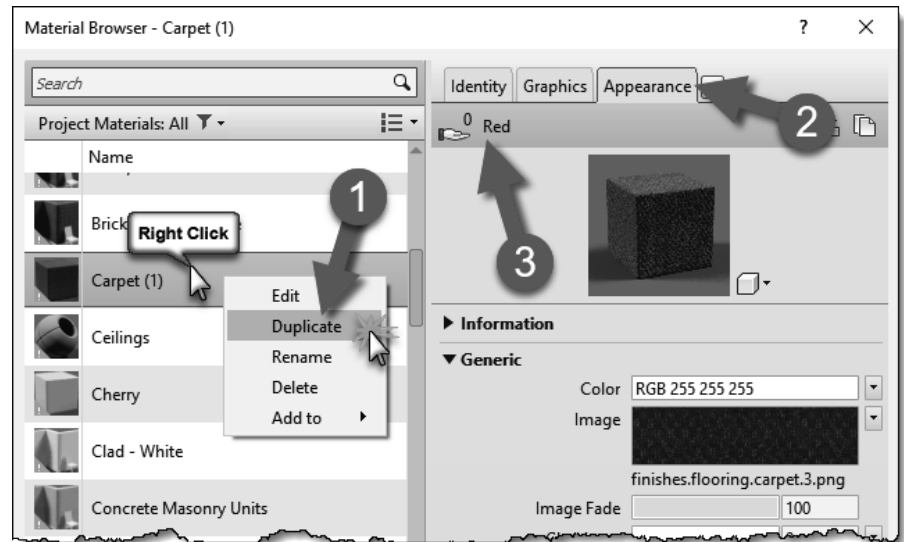 Material Browser - Carpet (1)
?
Search
Project Materials: All
Name
Brick
Right Click
Carpet (1)
Ceilings
Cherry
Clad - White
Concrete Masonry Units
1
Edit
Duplicate
Rename
Delete
Add to
Identity Graphics Appearance
2
0 Red
3
Information
Generic
Color RGB 255 255 255
Image
finishes.flooring.carpet.3.png
Image Fade 100